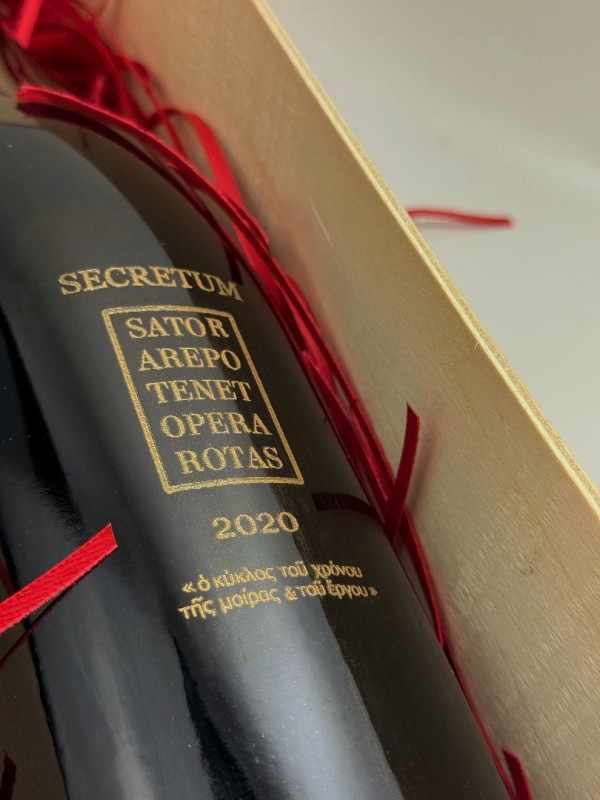 SECRETUM
SATOR
AREPO
TENET
OPERA
ROTAS
2020
«ὁ κύκλος τοῦ χρόνου
τῆς μοίρας & τοῦ ἔργου»